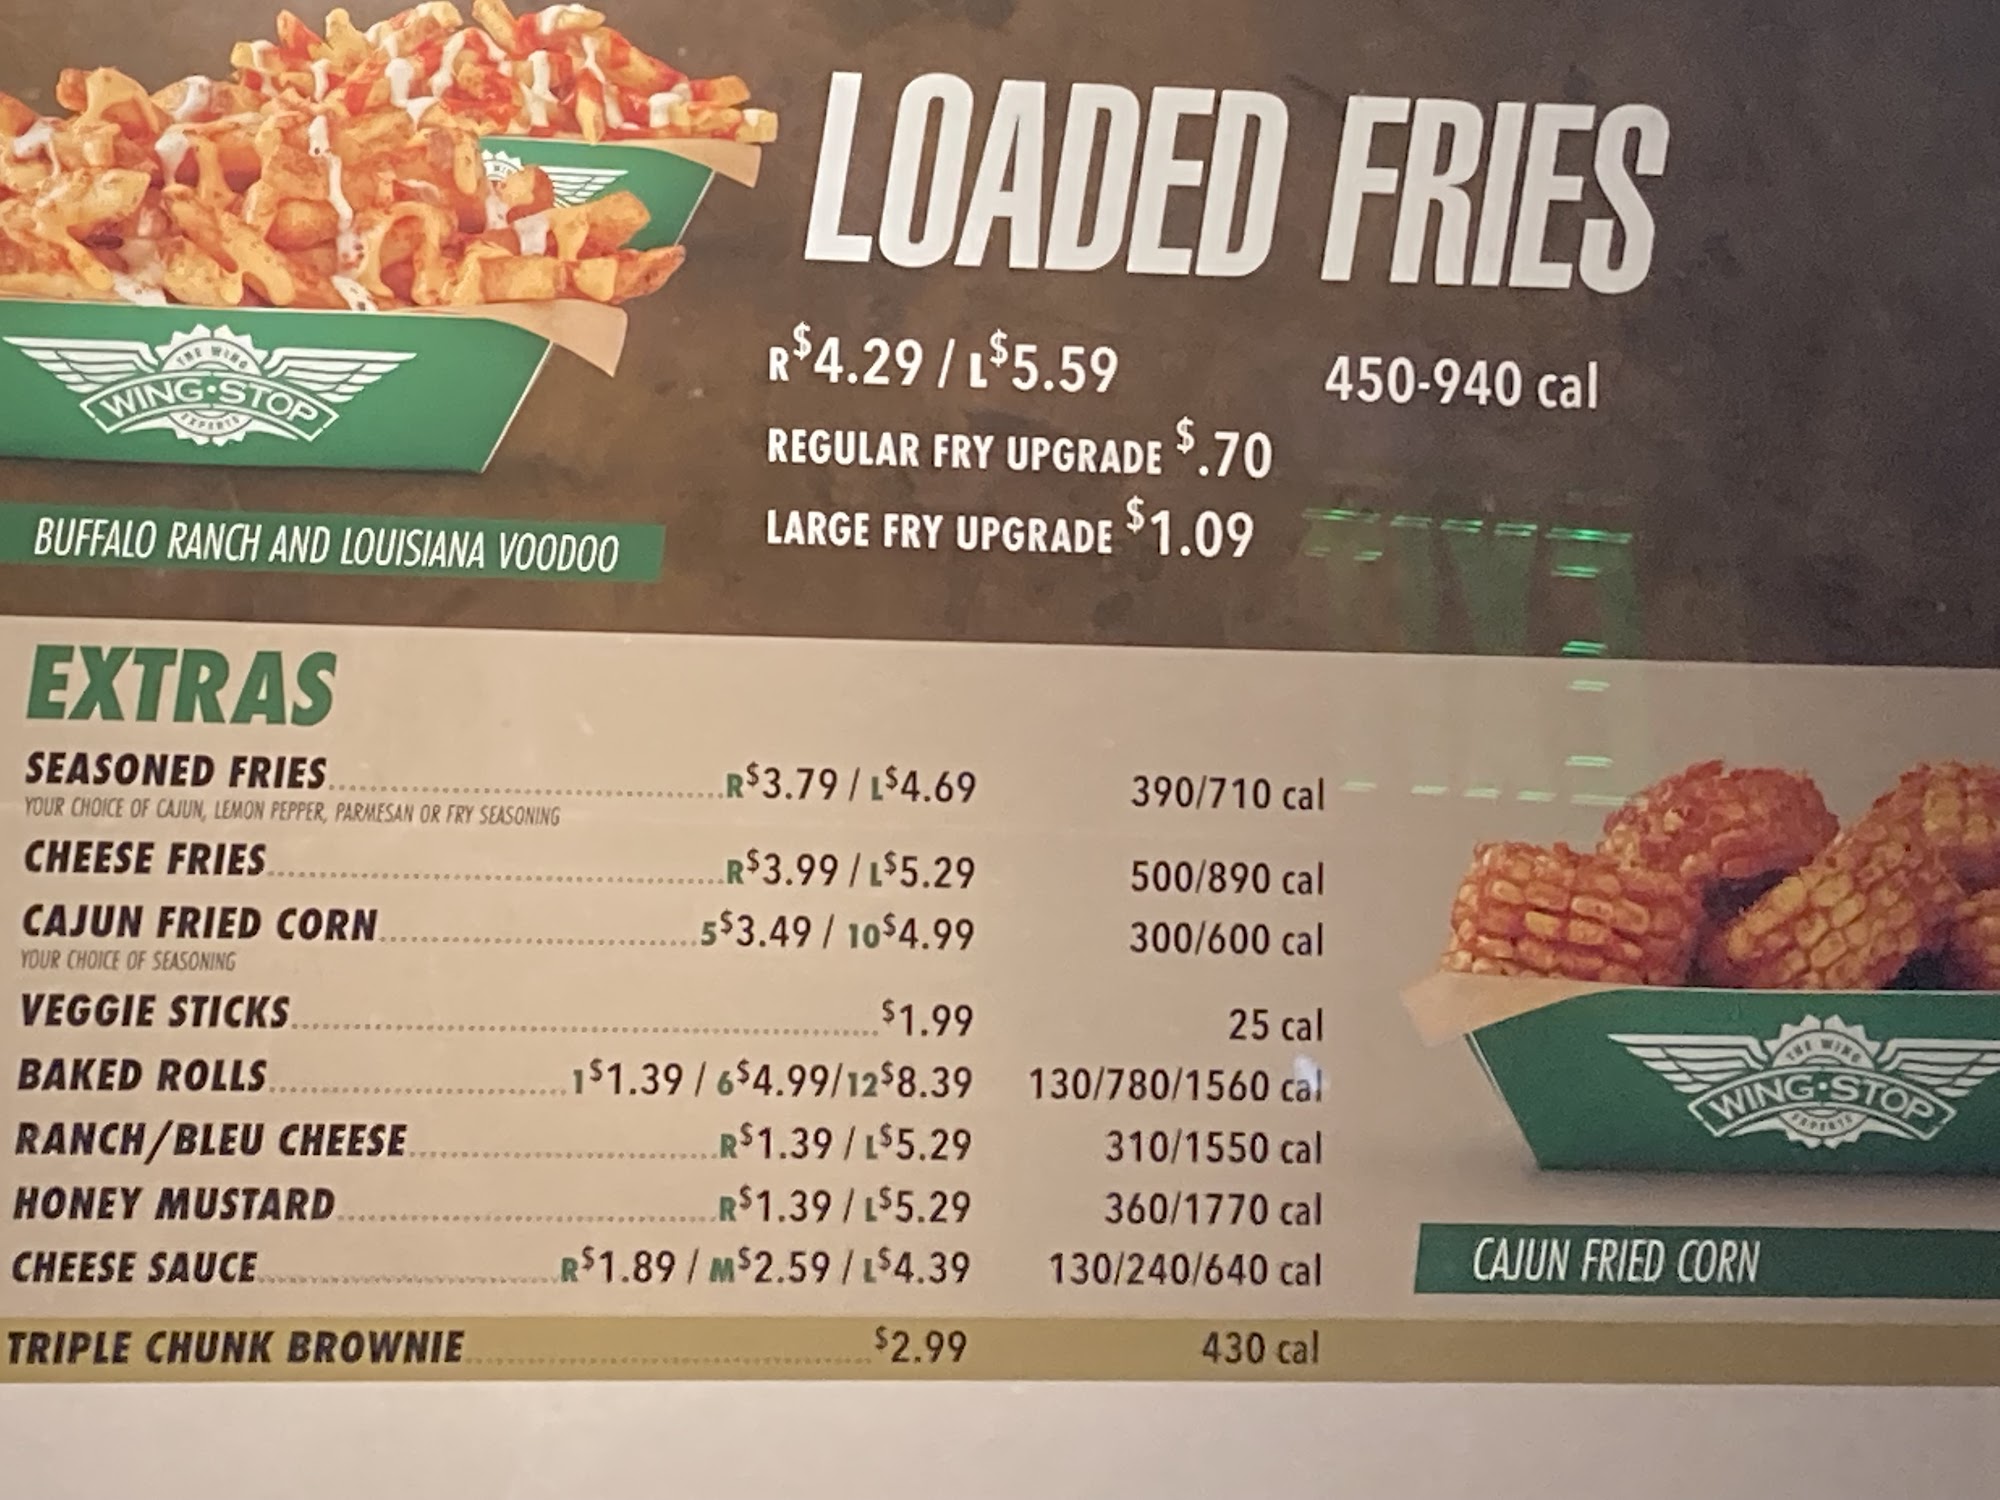 LOADED FRIES
R$4.29 / L$5.59 450-940 cal
REGULAR FRY UPGRADE $.70
LARGE FRY UPGRADE $1.09
THE WING
WING·STOP
EXPERTS
BUFFALO RANCH AND LOUISIANA VOODOO
EXTRAS
SEASONED FRIES R$3.79 / L$4.69 390/710 cal
YOUR CHOICE OF CAJUN, LEMON PEPPER, PARMESAN OR FRY SEASONING
CHEESE FRIES R$3.99 / L$5.29 500/890 cal
CAJUN FRIED CORN 5$3.49 / 10$4.99 300/600 cal
YOUR CHOICE OF SEASONING
VEGGIE STICKS $1.99 25 cal
BAKED ROLLS 1$1.39 / 6$4.99/12$8.39 130/780/1560 cal
RANCH/BLEU CHEESE R$1.39 / L$5.29 310/1550 cal
HONEY MUSTARD R$1.39 / L$5.29 360/1770 cal
CHEESE SAUCE R$1.89 / M$2.59 / L$4.39 130/240/640 cal
TRIPLE CHUNK BROWNIE $2.99 430 cal
THE WING
WING·STOP
EXPERTS
CAJUN FRIED CORN